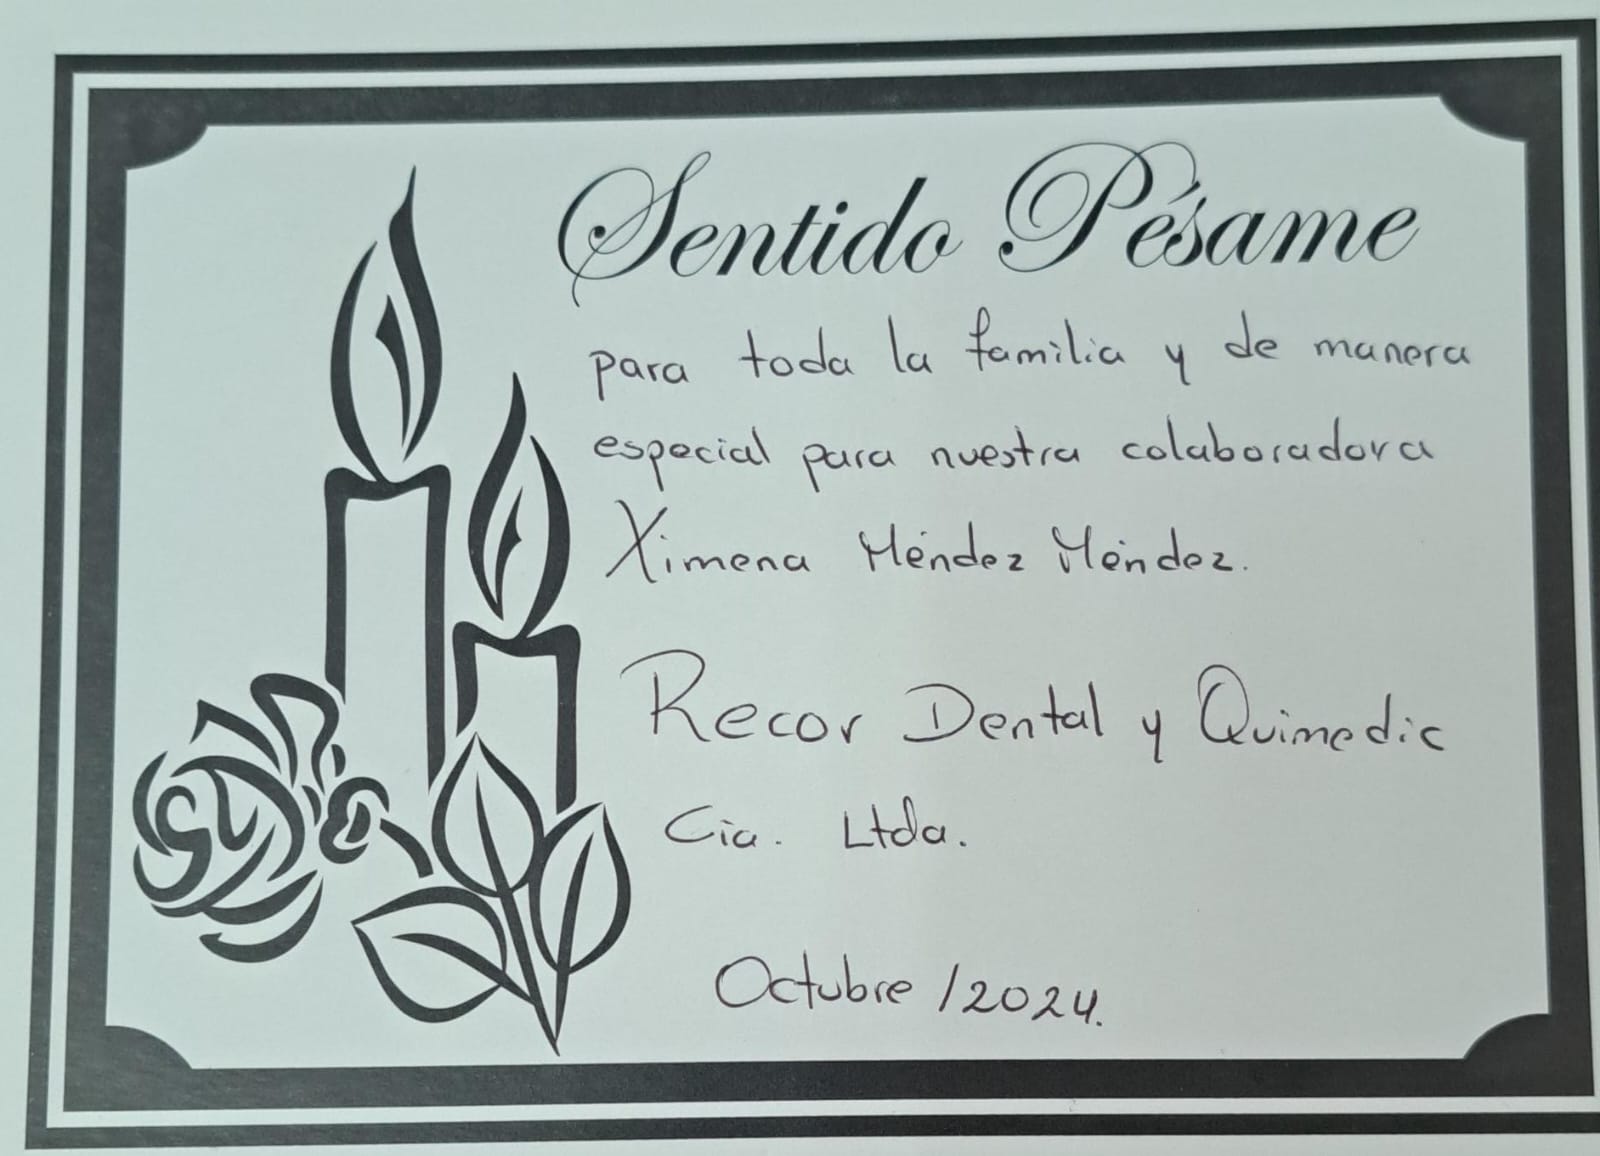 Sentido Pésame
para toda la familia y de manera
especial para nuestra colaboradora
Ximena Méndez Méndez.
Recor Dental y Quimedic
Cia. Ltda.
Octubre /2024.